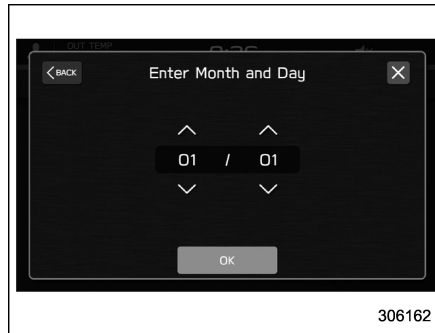 OUT TEMP
BACK
Enter Month and Day
01 / 01
OK
306162